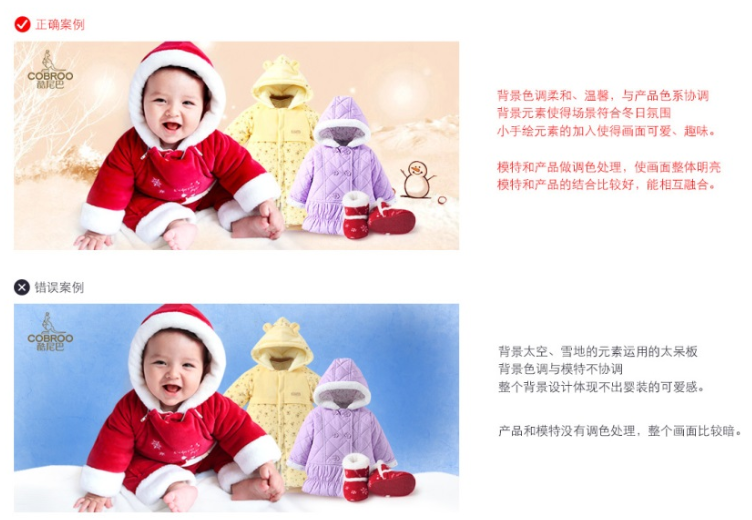 正确案例
COBROO
酷尼巴
背景色调柔和、温馨，与产品色系协调
背景元素使得场景符合冬日氛围
小手绘元素的加入使得画面可爱、趣味。
模特和产品做调色处理，使画面整体明亮
模特和产品的结合比较好，能相互融合。
错误案例
COBROO
酷尼巴
背景太空、雪地的元素运用的太呆板
背景色调与模特不协调
整个背景设计体现不出婴装的可爱感。
产品和模特没有调色处理，整个画面比较暗。